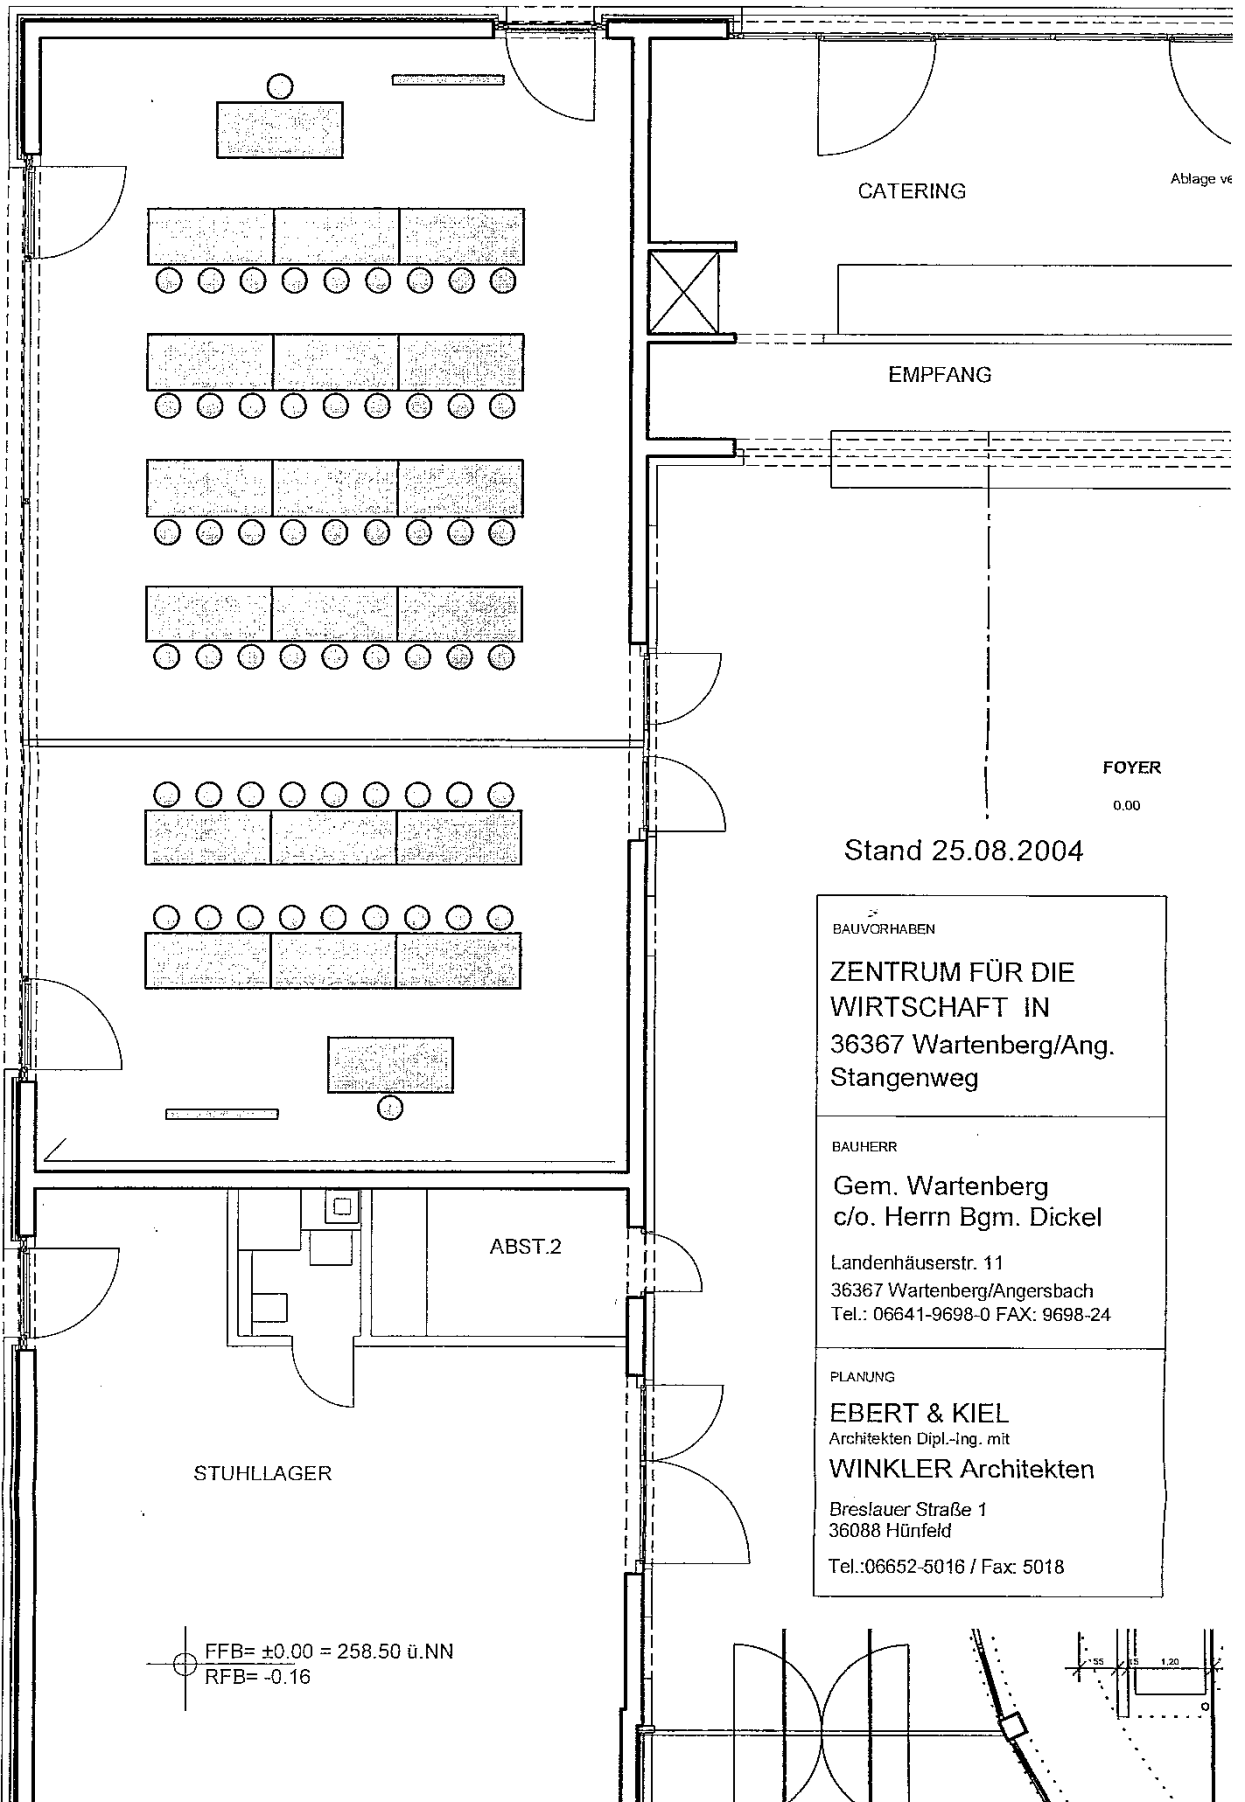 CATERING
Ablage
EMPFANG
FOYER
0.00
Stand 25.08.2004
BAUVORHABEN
ZENTRUM FÜR DIE
WIRTSCHAFT IN
36367 Wartenberg/Ang.
Stangenweg
BAUHERR
Gem. Wartenberg
c/o. Herrn Bgm. Dickel
Landenhäuserstr. 11
36367 Wartenberg/Angersbach
Tel.: 06641-9698-0 FAX: 9698-24
ABST.2
PLANUNG
EBERT & KIEL
Architekten Dipl.-Ing. mit
WINKLER Architekten
Breslauer Straße 1
36088 Hünfeld
Tel.:06652-5016 / Fax: 5018
STUHLLAGER
FFB= ±0.00 = 258.50 ü.NN
RFB= -0.16
1,20